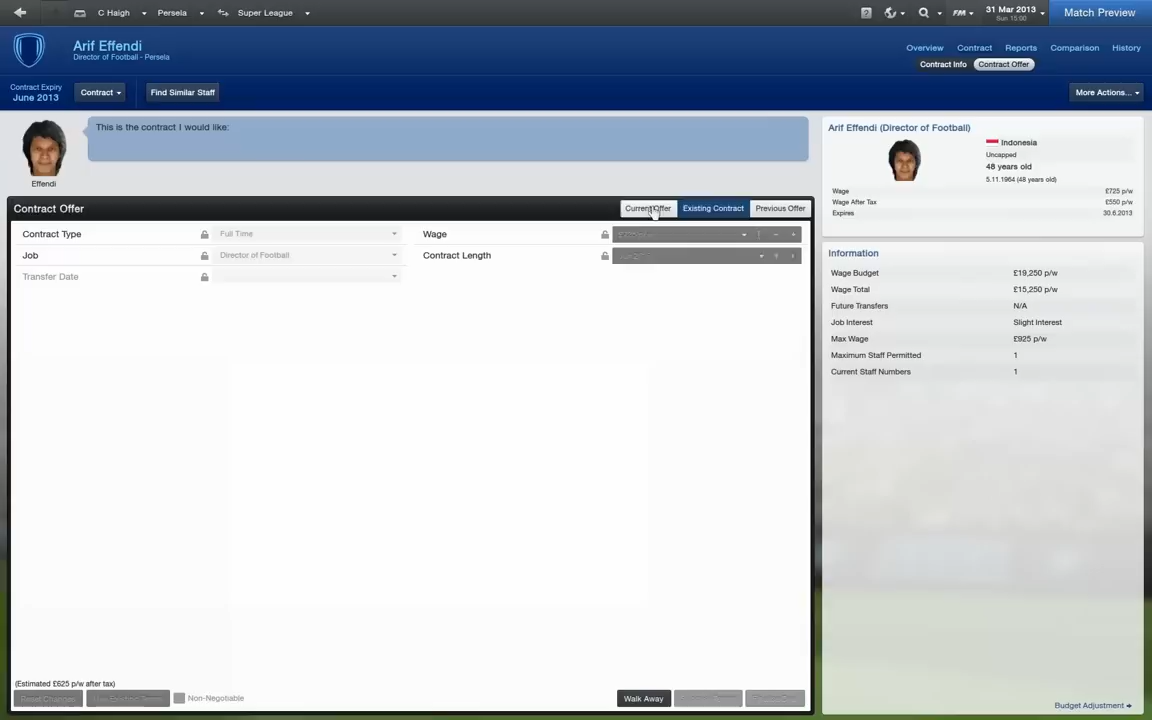 C Haigh
Persela
Super League
31 Mar 2013
Sun 15:00
FM
Match Preview
Arif Effendi
Director of Football - Persela
Overview
Contract
Reports
Comparison
History
Contract Info
Contract Offer
Contract Expiry
June 2013
Contract
Find Similar Staff
More Actions...
This is the contract I would like:
Effendi
Arif Effendi (Director of Football)
Indonesia
Uncapped
48 years old
5.11.1964 (48 years old)
Wage £725 p/w
Wage After Tax £550 p/w
Expires 30.6.2013
Contract Offer
Current Offer
Existing Contract
Previous Offer
Contract Type Full Time
Wage
Job Director of Football
Contract Length
Transfer Date
Information
Wage Budget £19,250 p/w
Wage Total £15,250 p/w
Future Transfers N/A
Job Interest Slight Interest
Max Wage £925 p/w
Maximum Staff Permitted 1
Current Staff Numbers 1
(Estimated £625 p/w after tax)
Reset Changes
Non-Negotiable
Walk Away
Budget Adjustment